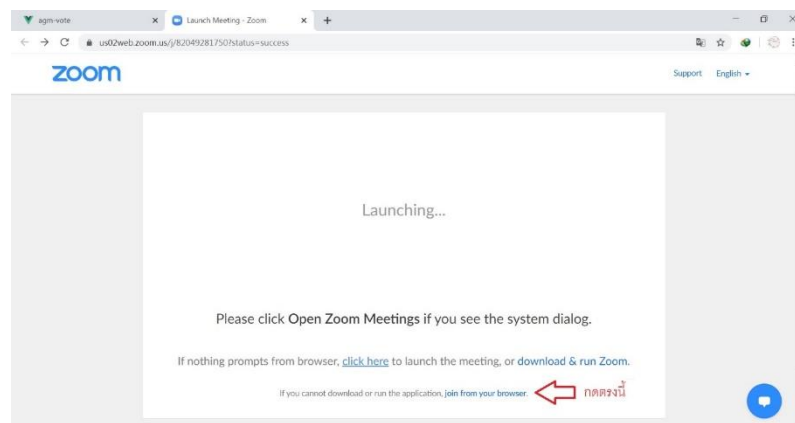 agm-vote
Launch Meeting - Zoom
us02web.zoom.us/j/82049281750?status=success
zoom
Support English
Launching...
Please click Open Zoom Meetings if you see the system dialog.
If nothing prompts from browser, click here to launch the meeting, or download & run Zoom.
If you cannot download or run the application, join from your browser. กดตรงนี้